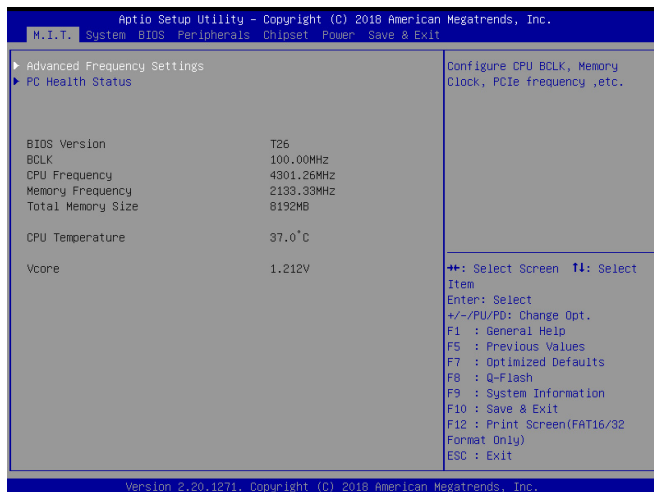 Aptio Setup Utility – Copyright (C) 2018 American Megatrends, Inc.
M.I.T. System BIOS Peripherals Chipset Power Save & Exit
Advanced Frequency Settings
PC Health Status
BIOS Version T26
BCLK 100.00MHz
CPU Frequency 4301.26MHz
Memory Frequency 2133.33MHz
Total Memory Size 8192MB
CPU Temperature 37.0°C
Vcore 1.212V
Configure CPU BCLK, Memory
Clock, PCIe frequency ,etc.
→←: Select Screen ↑↓: Select
Item
Enter: Select
+/-/PU/PD: Change Opt.
F1 : General Help
F5 : Previous Values
F7 : Optimized Defaults
F8 : Q-Flash
F9 : System Information
F10 : Save & Exit
F12 : Print Screen(FAT16/32
Format Only)
ESC : Exit
Version 2.20.1271. Copyright (C) 2018 American Megatrends, Inc.